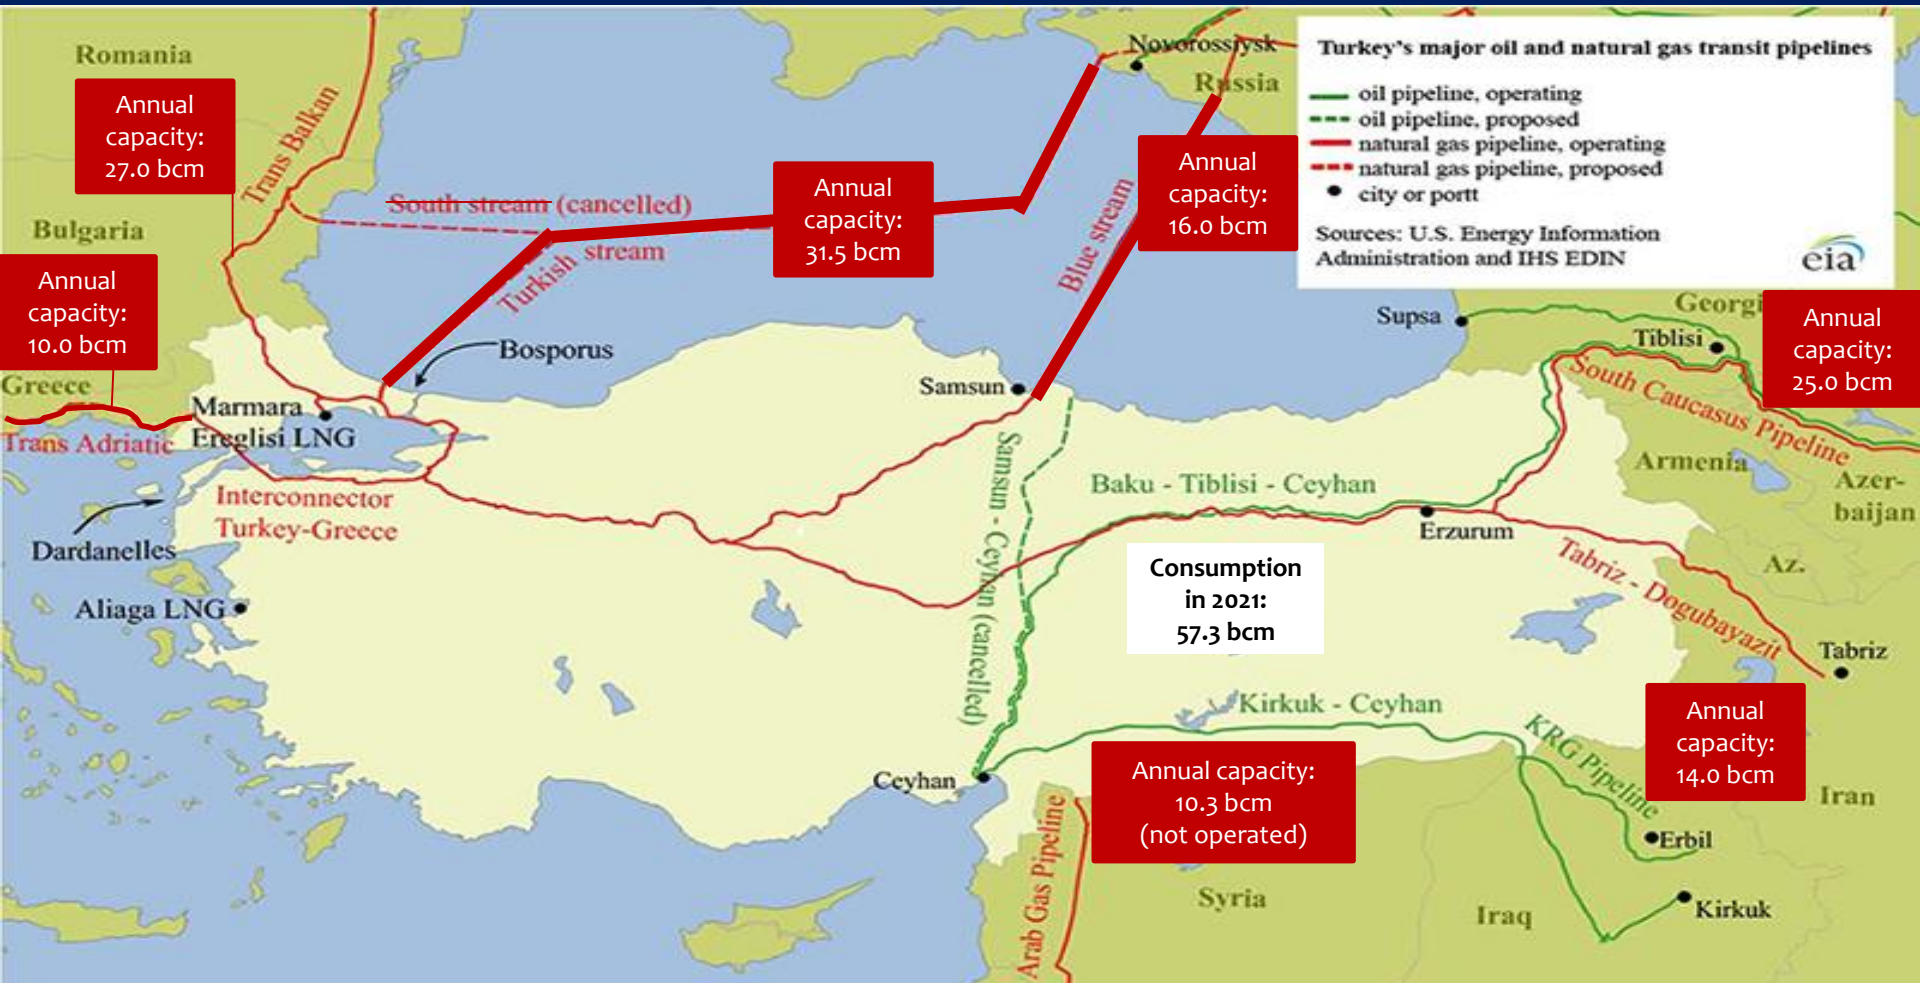 Romania
Novorossiysk
Russia
Turkey's major oil and natural gas transit pipelines
oil pipeline, operating
oil pipeline, proposed
natural gas pipeline, operating
natural gas pipeline, proposed
city or portt
Sources: U.S. Energy Information
Administration and IHS EDIN
eia
Annual
capacity:
27.0 bcm
Trans Balkan
Annual
capacity:
31.5 bcm
Annual
capacity:
16.0 bcm
South stream (cancelled)
Turkish stream
Blue stream
Bulgaria
Annual
capacity:
10.0 bcm
Greece
Trans Adriatic
Bosporus
Marmara
Ereglisi LNG
Samsun
Supsa
Georgi
Tiblisi
Annual
capacity:
25.0 bcm
South Caucasus Pipeline
Armenia
Azer-
baijan
Az.
Interconnector
Turkey-Greece
Dardanelles
Aliaga LNG
Samsun - Ceyhan (cancelled)
Baku - Tiblisi - Ceyhan
Erzurum
Consumption
in 2021:
57.3 bcm
Tabriz - Dogubayazit
Tabriz
Annual
capacity:
14.0 bcm
Iran
Kirkuk - Ceyhan
KRG Pipeline
Ceyhan
Annual capacity:
10.3 bcm
(not operated)
Arab Gas Pipeline
Syria
Iraq
Erbil
Kirkuk